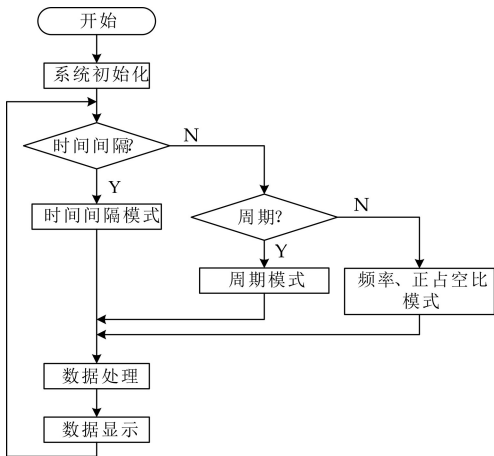 开始
系统初始化
时间间隔?
N
Y
时间间隔模式
周期?
N
Y
周期模式
频率、正占空比
模式
数据处理
数据显示